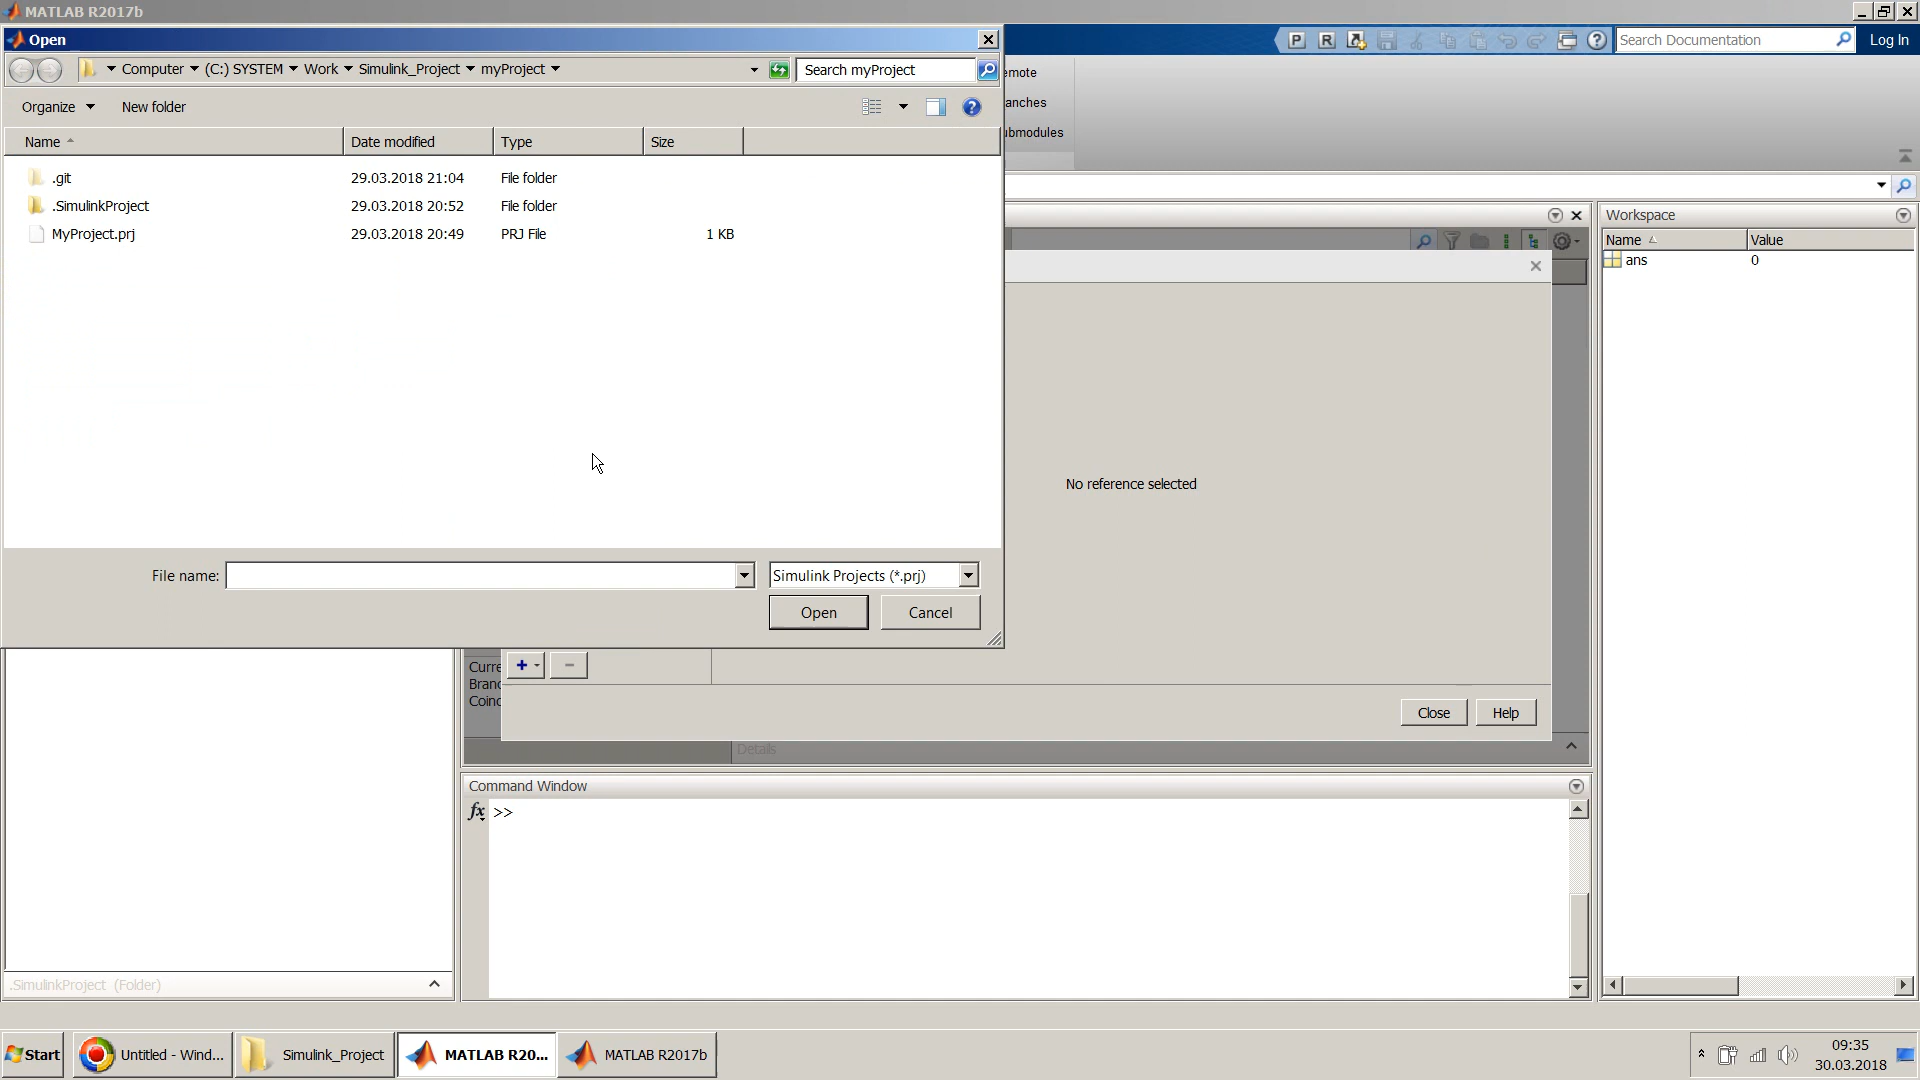 MATLAB R2017b
Open
Computer (C:) SYSTEM Work Simulink_Project myProject
Search myProject
P R ?
Search Documentation
Log In
Organize New folder
?
emote
anches
ubmodules
Name Date modified Type Size
.git 29.03.2018 21:04 File folder
.SimulinkProject 29.03.2018 20:52 File folder
MyProject.prj 29.03.2018 20:49 PRJ File 1 KB
Workspace
Name Value
ans 0
No reference selected
File name:
Simulink Projects (*.prj)
Open Cancel
Curre
Branc
Coinc
Close Help
Details
Command Window
fx >>
.SimulinkProject (Folder)
Start
Untitled - Wind...
Simulink_Project
MATLAB R20...
MATLAB R2017b
09:35
30.03.2018